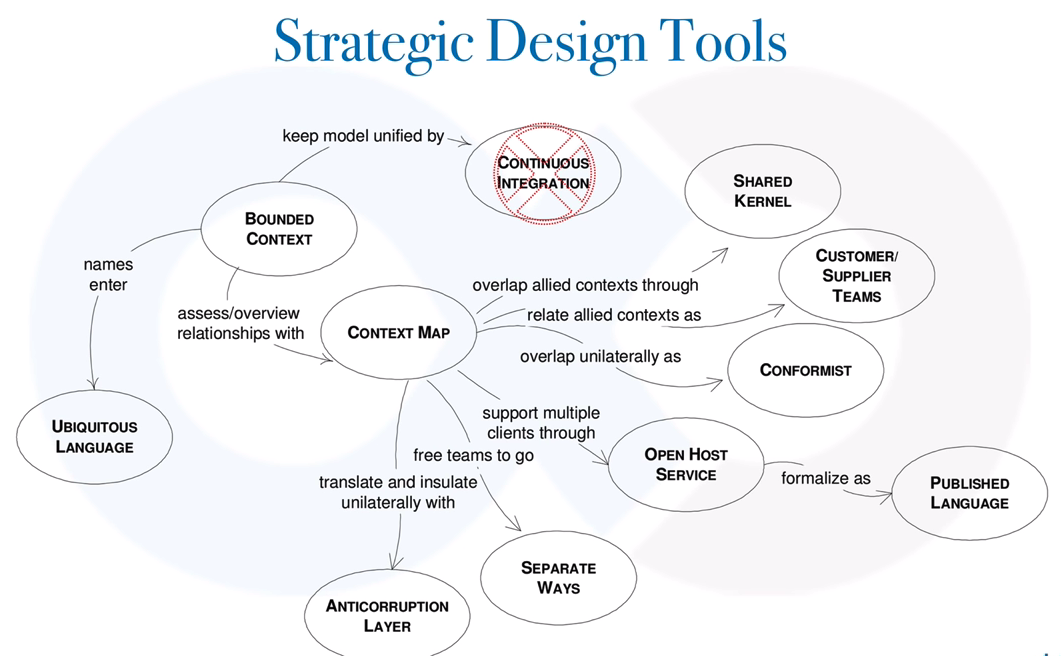 Strategic Design Tools
keep model unified by
CONTINUOUS
INTEGRATION
SHARED
KERNEL
BOUNDED
CONTEXT
CUSTOMER/
SUPPLIER
TEAMS
names
enter
overlap allied contexts through
assess/overview
relationships with
relate allied contexts as
CONTEXT MAP
overlap unilaterally as
CONFORMIST
UBIQUITOUS
LANGUAGE
support multiple
clients through
free teams to go
OPEN HOST
SERVICE
formalize as
PUBLISHED
LANGUAGE
translate and insulate
unilaterally with
SEPARATE
WAYS
ANTICORRUPTION
LAYER